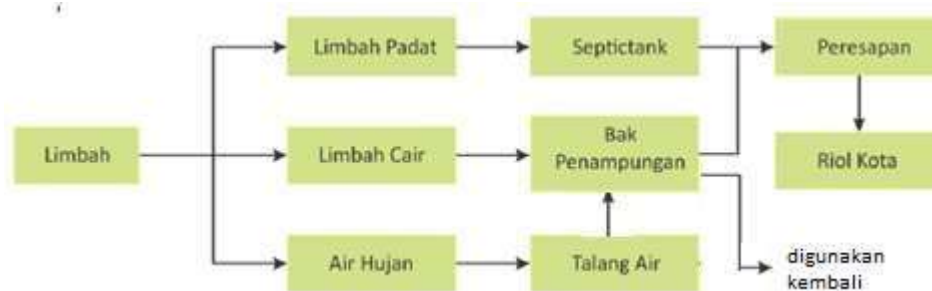 Limbah Padat
Septictank
Peresapan
Limbah
Limbah Cair
Bak
Penampungan
Riol Kota
Air Hujan
Talang Air
digunakan
kembali